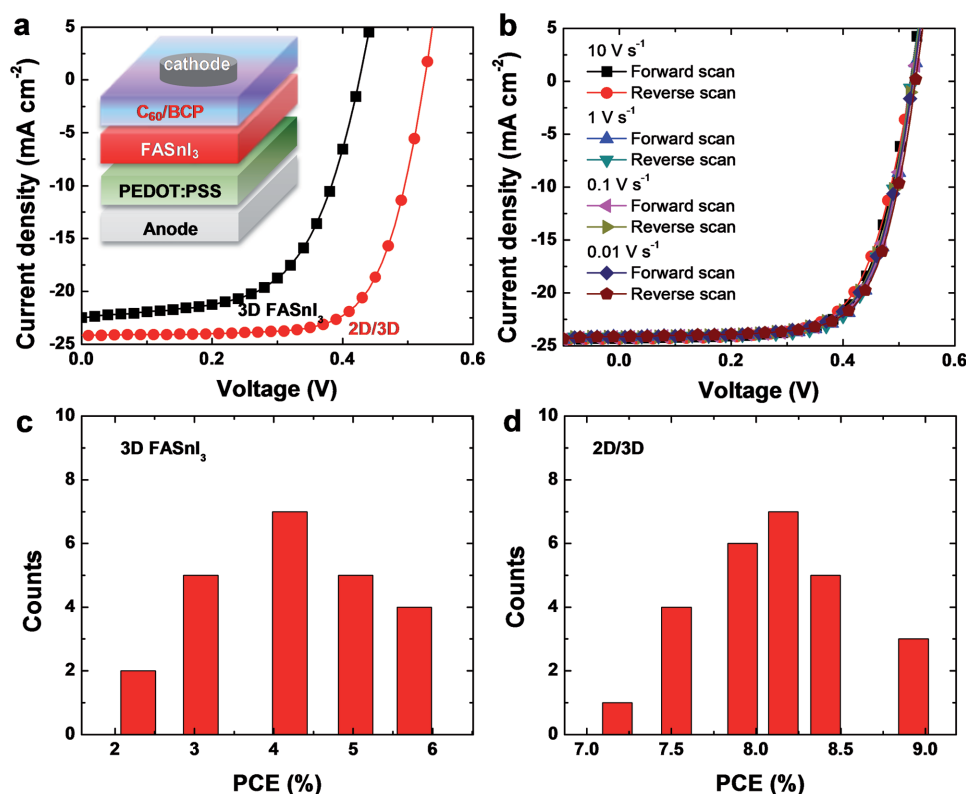 a
5
0
-5
-10
-15
-20
-25
Current density (mA cm⁻²)
cathode
C₆₀/BCP
FASnI₃
PEDOT:PSS
Anode
3D FASnI₃
2D/3D
0.0 0.2 0.4 0.6
Voltage (V)
b
5
0
-5
-10
-15
-20
-25
Current density (mA cm⁻²)
10 V s⁻¹
Forward scan
Reverse scan
1 V s⁻¹
Forward scan
Reverse scan
0.1 V s⁻¹
Forward scan
Reverse scan
0.01 V s⁻¹
Forward scan
Reverse scan
0.0 0.2 0.4 0.6
Voltage (V)
c
10
8
6
4
2
0
Counts
3D FASnI₃
2 3 4 5 6
PCE (%)
d
10
8
6
4
2
0
Counts
2D/3D
7.0 7.5 8.0 8.5 9.0
PCE (%)